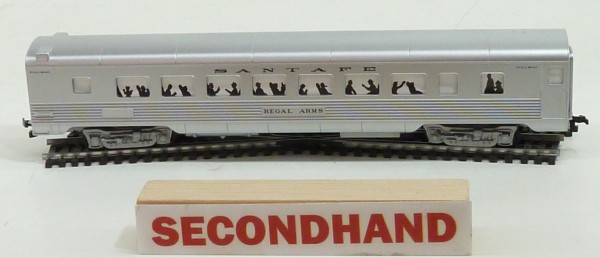 SANTA FE
REGAL ARMS
SECONDHAND